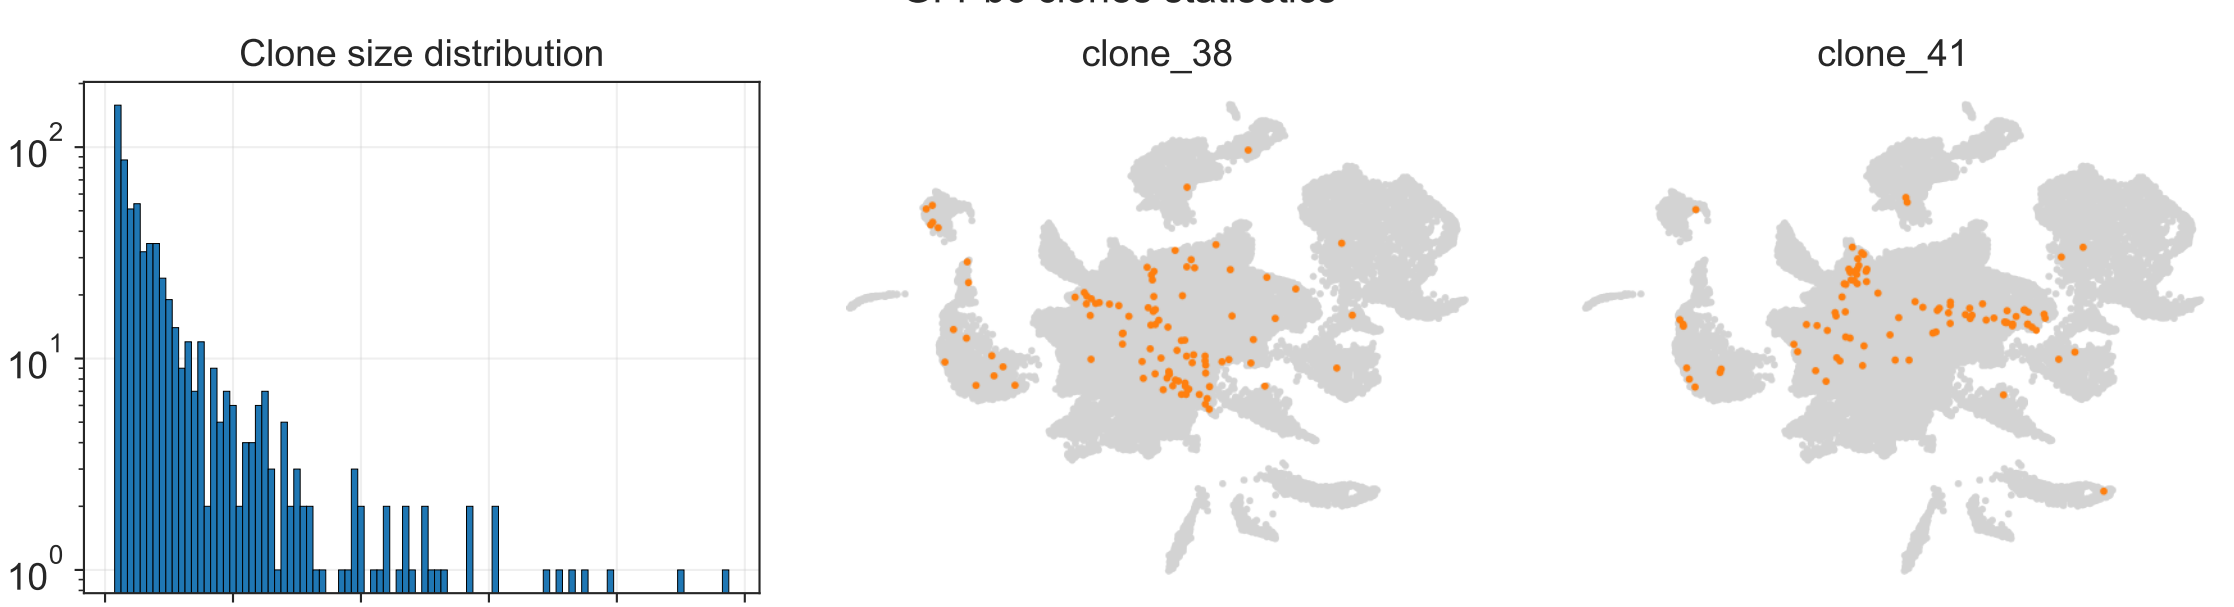 Clone size distribution
clone_38
clone_41
10²
10¹
10⁰